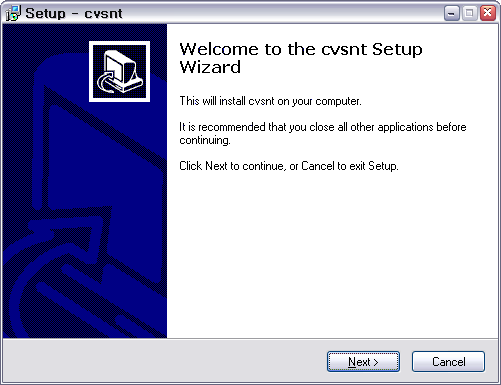 Setup - cvsnt
Welcome to the cvsnt Setup
Wizard
This will install cvsnt on your computer.
It is recommended that you close all other applications before
continuing.
Click Next to continue, or Cancel to exit Setup.
Next >
Cancel